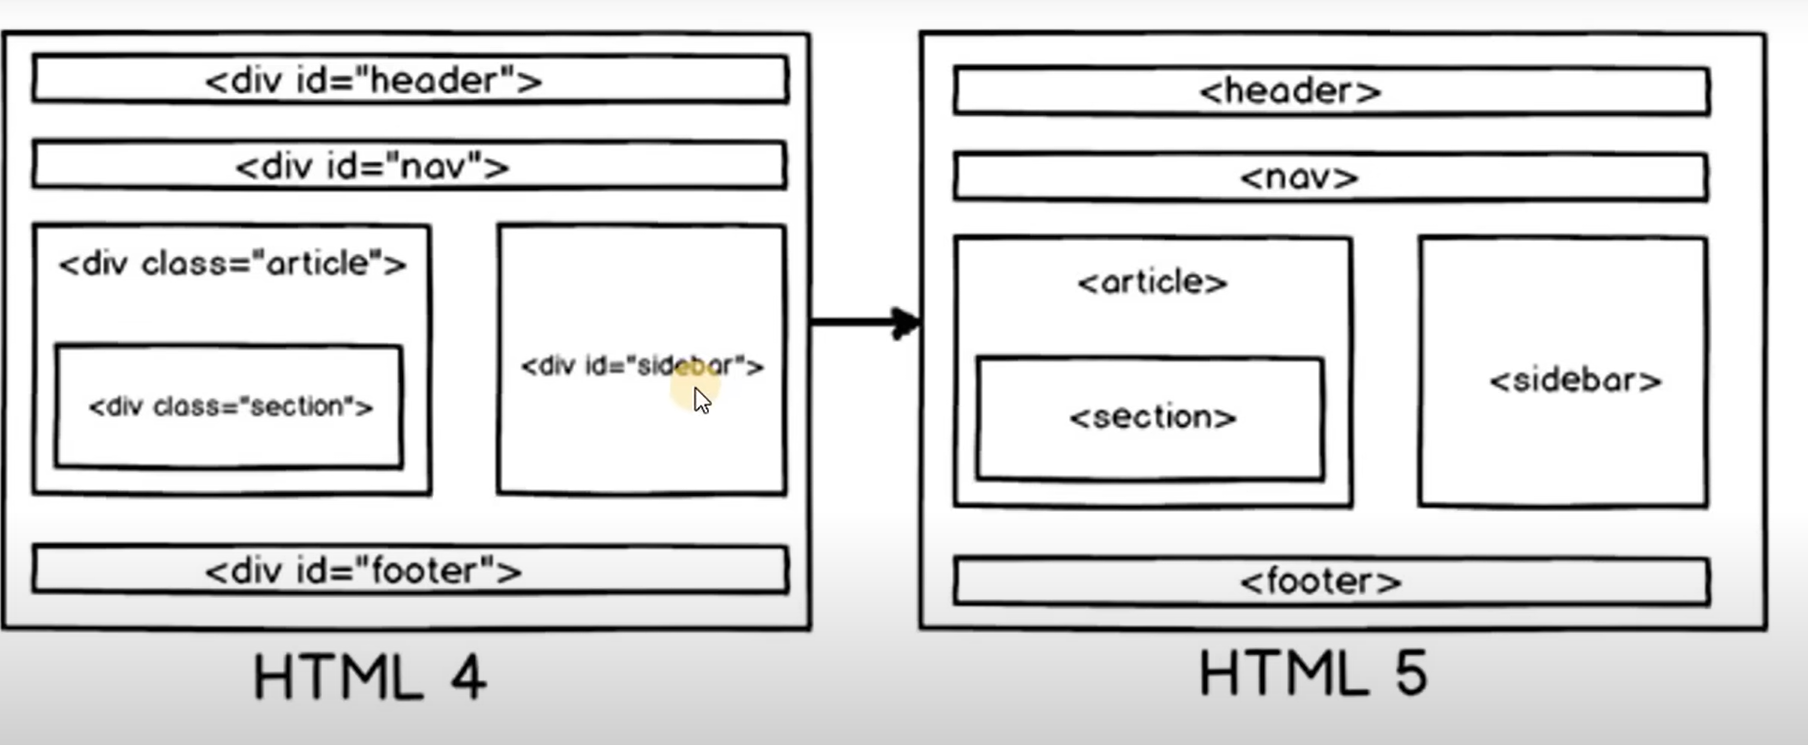 <div id="header">
<div id="nav">
<div class="article">
<div class="section">
<div id="sidebar">
<div id="footer">
HTML 4
<header>
<nav>
<article>
<section>
<sidebar>
<footer>
HTML 5